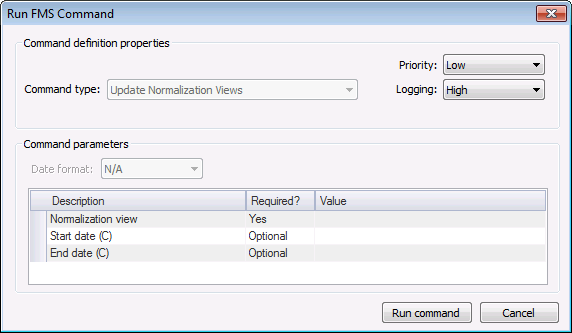 Run FMS Command
Command definition properties
Priority: Low
Command type: Update Normalization Views
Logging: High
Command parameters
Date format: N/A
Description Required? Value
Normalization view Yes
Start date (C) Optional
End date (C) Optional
Run command Cancel